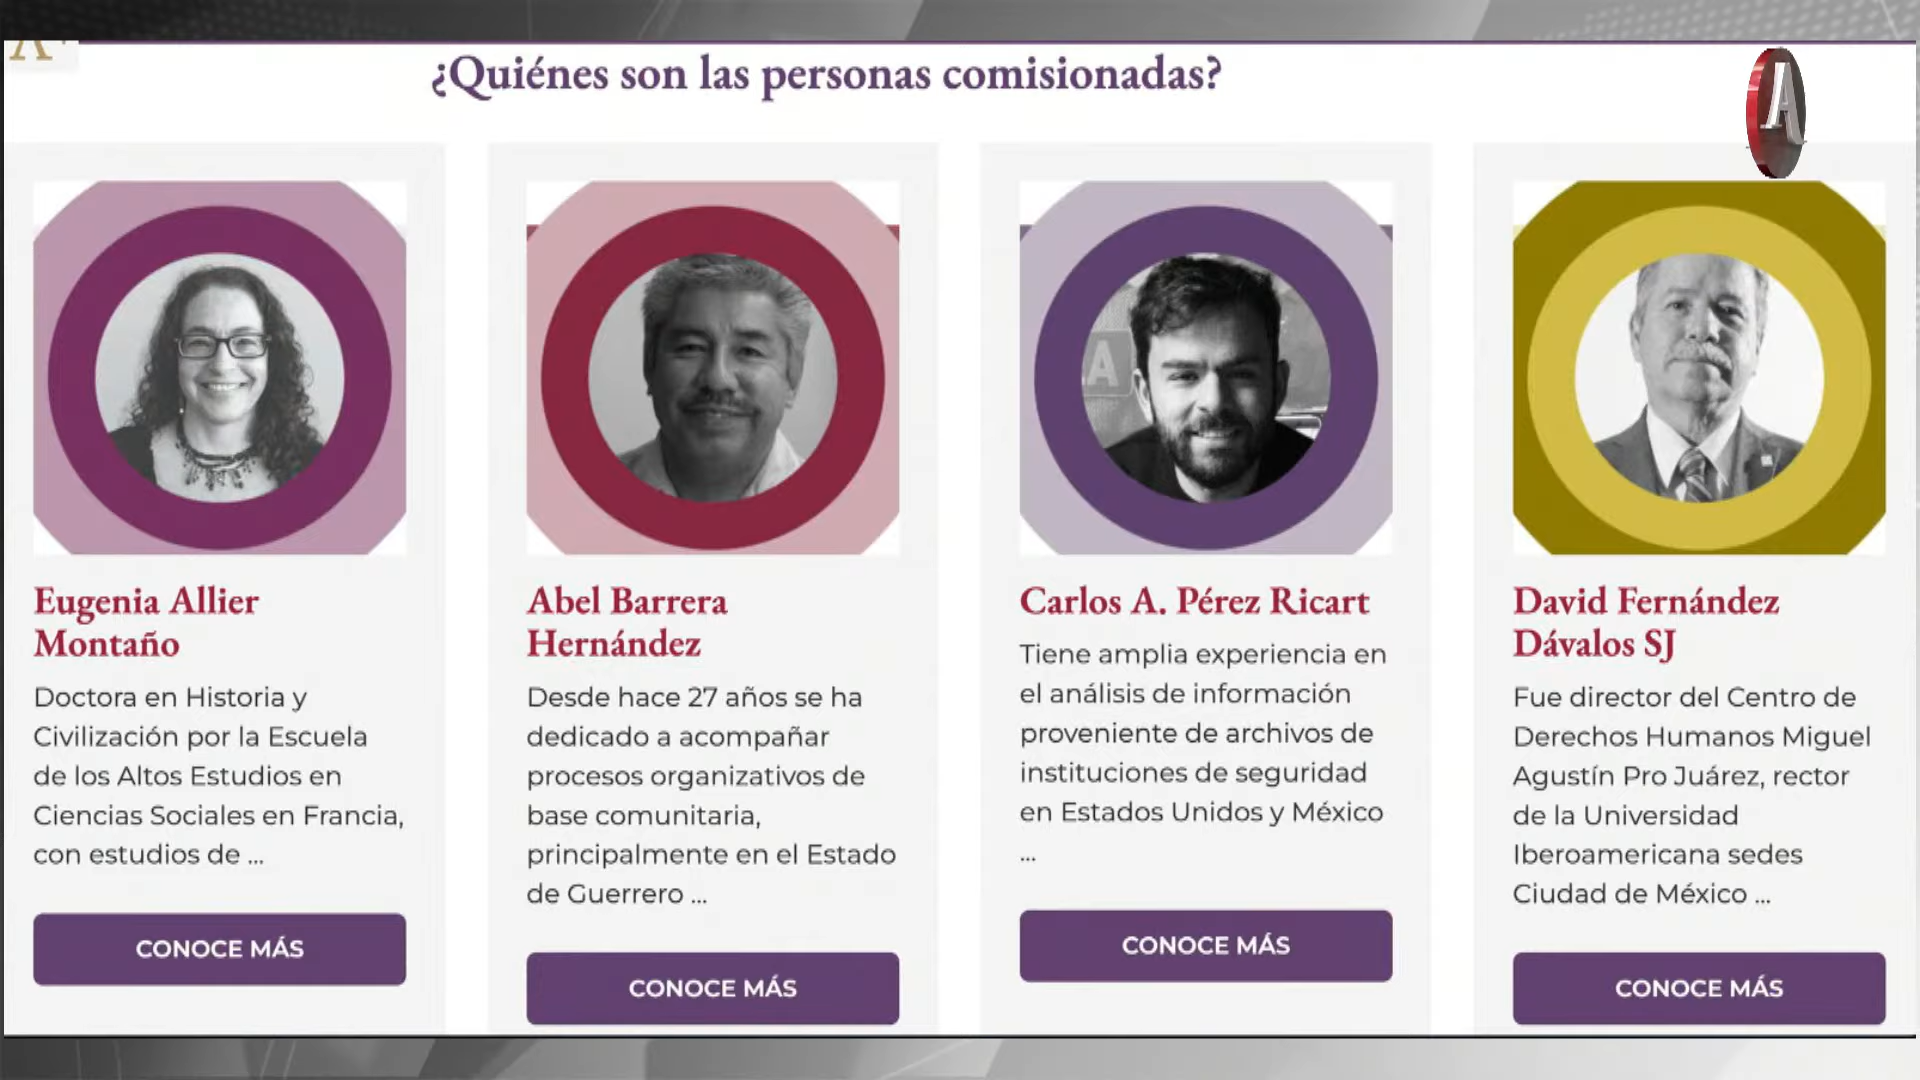 ¿Quiénes son las personas comisionadas?
A
Eugenia Allier
Montaño
Doctora en Historia y
Civilización por la Escuela
de los Altos Estudios en
Ciencias Sociales en Francia,
con estudios de ...
CONOCE MÁS
Abel Barrera
Hernández
Desde hace 27 años se ha
dedicado a acompañar
procesos organizativos de
base comunitaria,
principalmente en el Estado
de Guerrero ...
CONOCE MÁS
A
Carlos A. Pérez Ricart
Tiene amplia experiencia en
el análisis de información
proveniente de archivos de
instituciones de seguridad
en Estados Unidos y México
...
CONOCE MÁS
David Fernández
Dávalos SJ
Fue director del Centro de
Derechos Humanos Miguel
Agustín Pro Juárez, rector
de la Universidad
Iberoamericana sedes
Ciudad de México ...
CONOCE MÁS